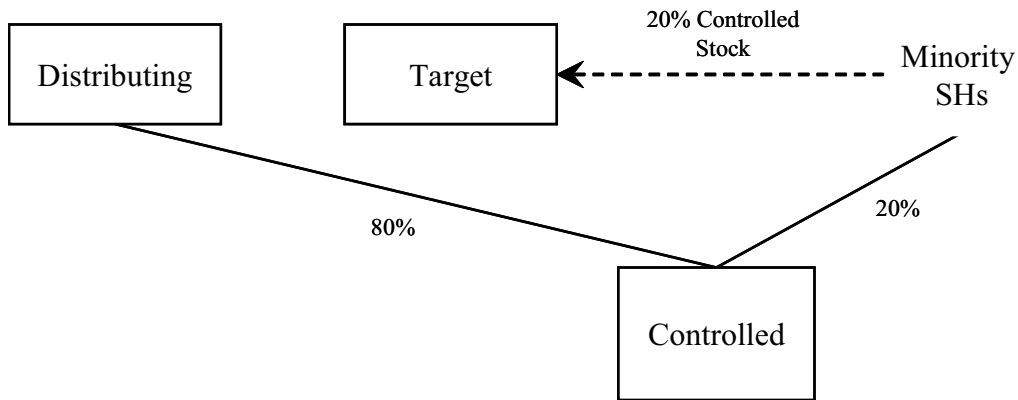 20% Controlled
Stock
Distributing
Target
Minority
SHs
80%
20%
Controlled